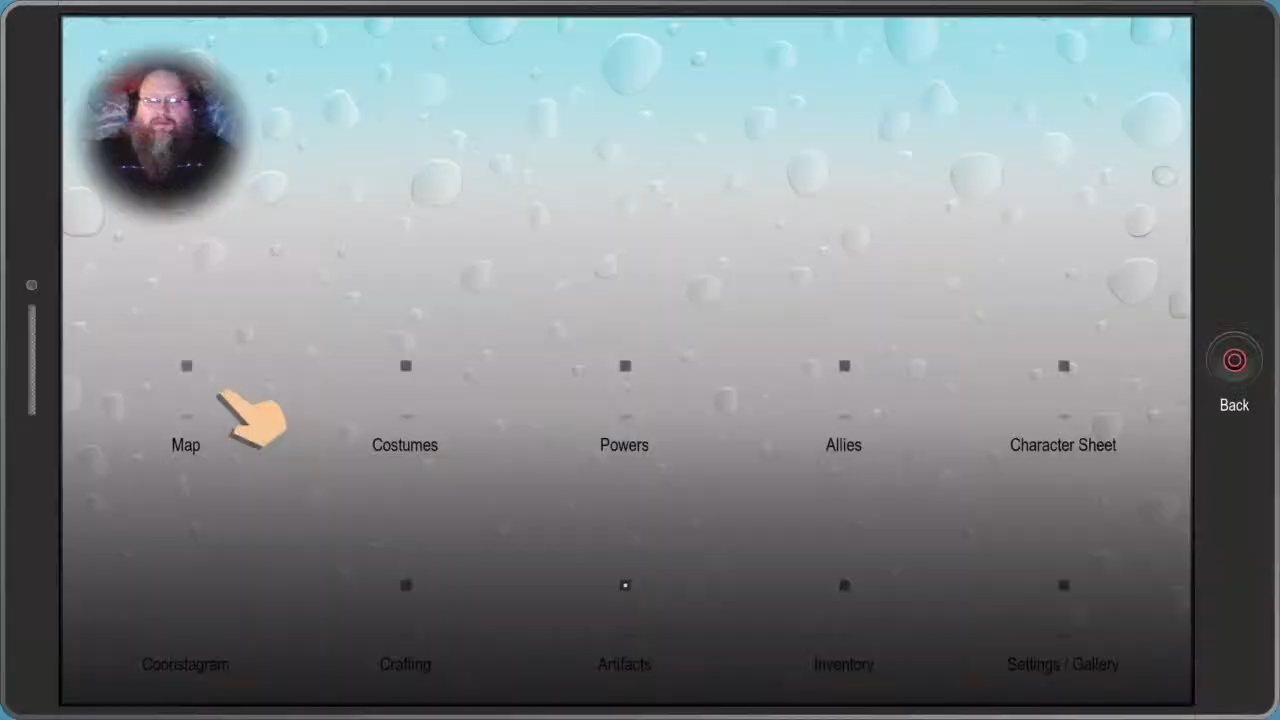 Back
Map
Costumes
Powers
Allies
Character Sheet
Coonstagram
Crafting
Artifacts
Inventory
Settings / Gallery